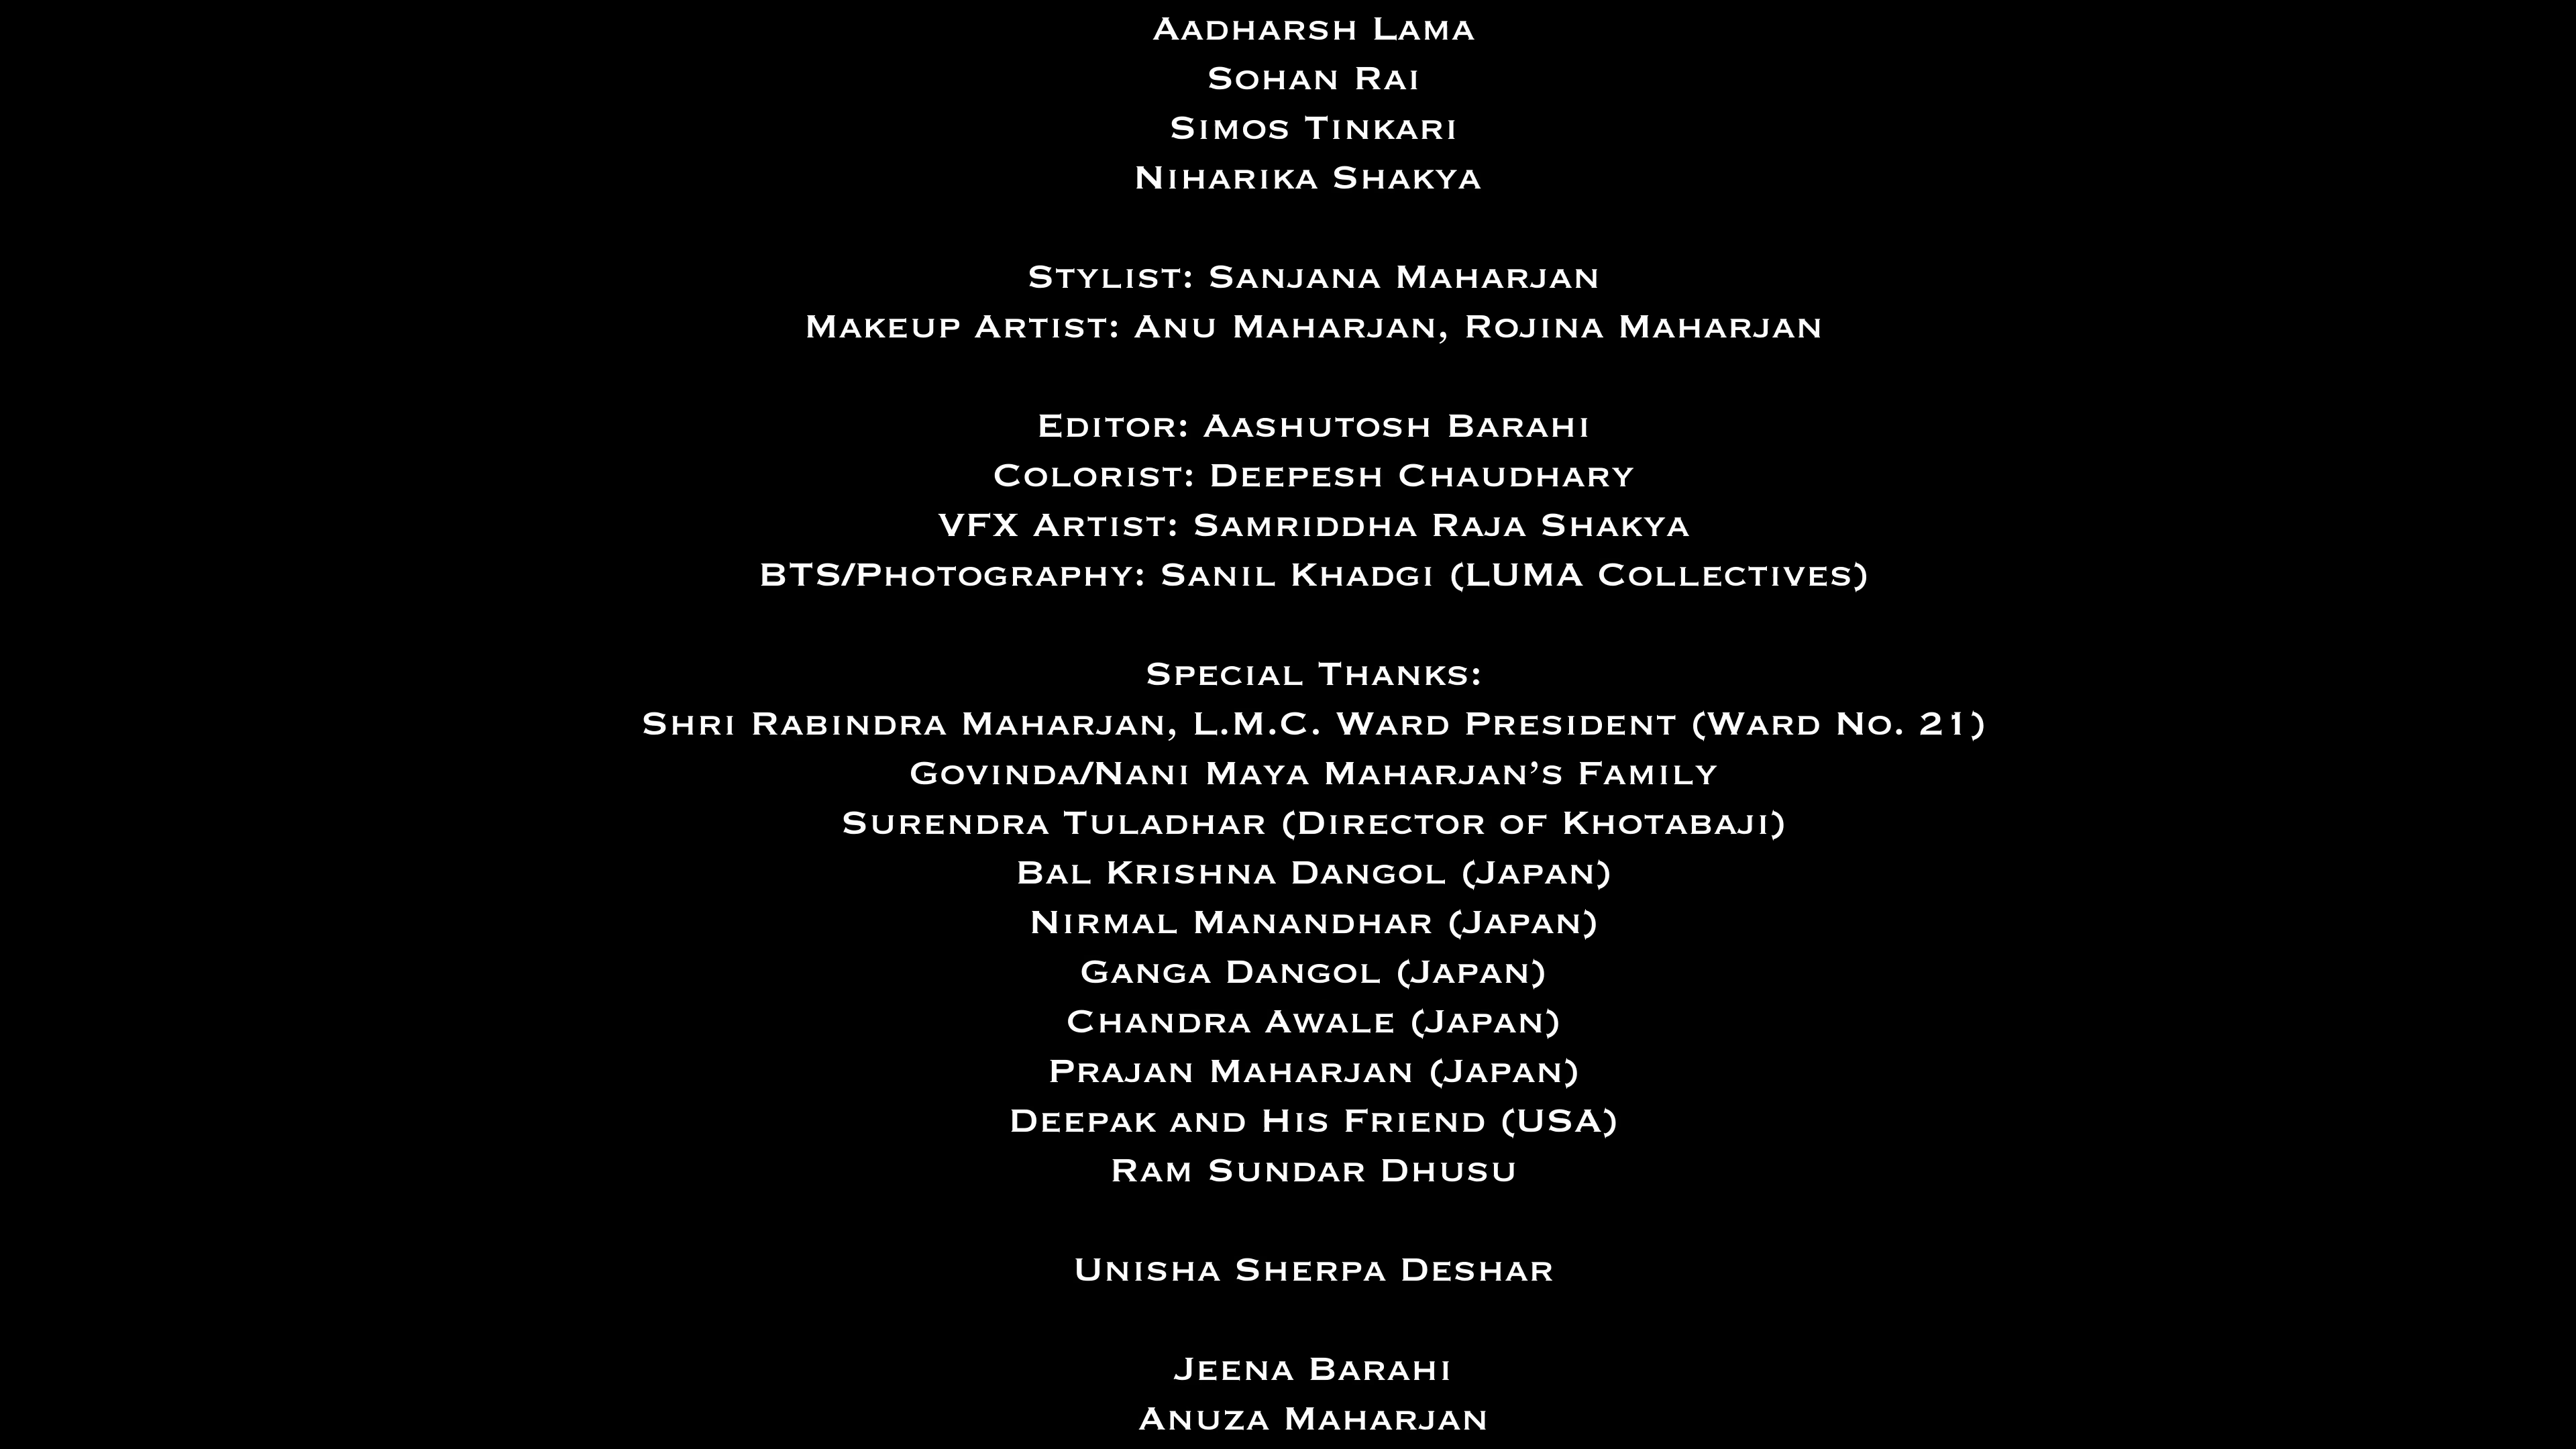 Aadharsh Lama
Sohan Rai
Simos Tinkari
Niharika Shakya
Stylist: Sanjana Maharjan
Makeup Artist: Anu Maharjan, Rojina Maharjan
Editor: Aashutosh Barahi
Colorist: Deepesh Chaudhary
VFX Artist: Samriddha Raja Shakya
BTS/Photography: Sanil Khadgi (LUMA Collectives)
Special Thanks:
Shri Rabindra Maharjan, L.M.C. Ward President (Ward No. 21)
Govinda/Nani Maya Maharjan’s Family
Surendra Tuladhar (Director of Khotabaji)
Bal Krishna Dangol (Japan)
Nirmal Manandhar (Japan)
Ganga Dangol (Japan)
Chandra Awale (Japan)
Prajan Maharjan (Japan)
Deepak and His Friend (USA)
Ram Sundar Dhusu
Unisha Sherpa Deshar
Jeena Barahi
Anuza Maharjan